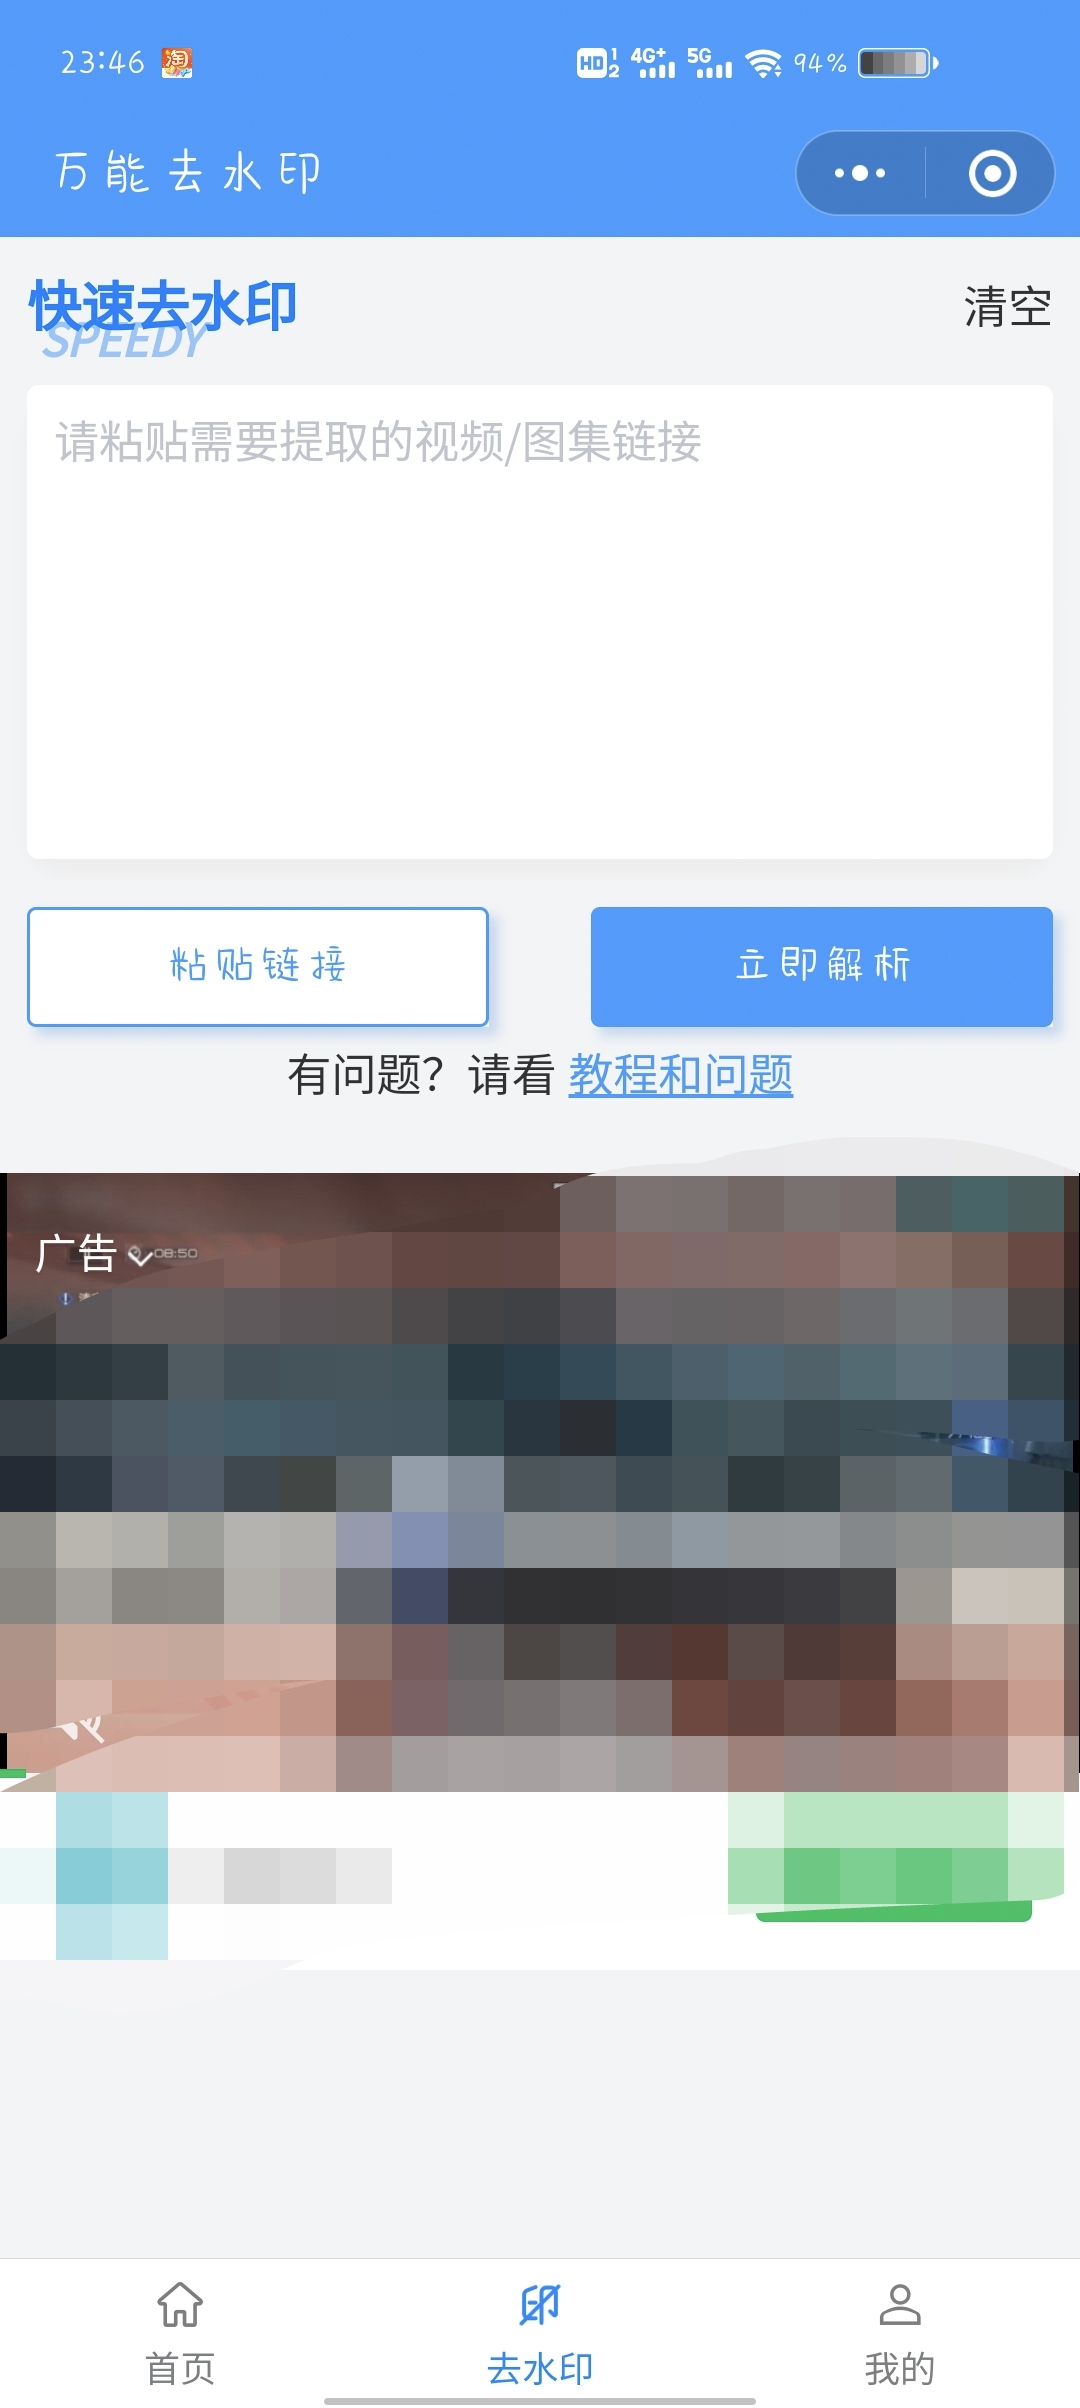 23:46 淘 HD 1 2 4G+ 5G 94%
万能去水印
快速去水印 清空
SPEEDY
请粘贴需要提取的视频/图集链接
粘贴链接 立即解析
有问题？请看 教程和问题
广告 08:50
首页 去水印 我的